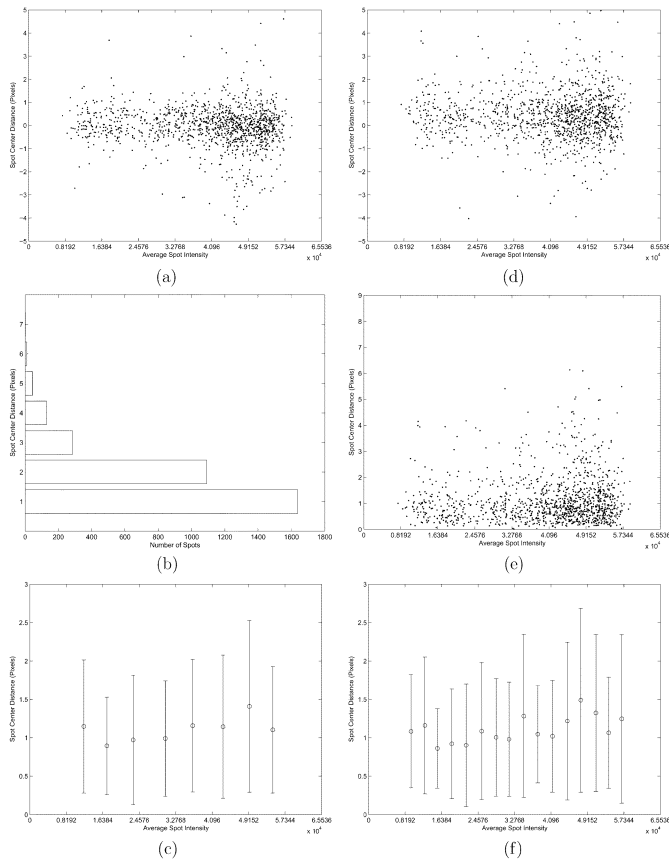 Spot Center Distance (Pixels)
5
4
3
2
1
0
−1
−2
−3
−4
−5
0 0.8192 1.6384 2.4576 3.2768 4.096 4.9152 5.7344 6.5536
x 10^4
Average Spot Intensity
(a)
Spot Center Distance (Pixels)
5
4
3
2
1
0
−1
−2
−3
−4
−5
0 0.8192 1.6384 2.4576 3.2768 4.096 4.9152 5.7344 6.5536
x 10^4
Average Spot Intensity
(d)
Spot Center Distance (Pixels)
7
6
5
4
3
2
1
0 200 400 600 800 1000 1200 1400 1600 1800
Number of Spots
(b)
Spot Center Distance (Pixels)
9
8
7
6
5
4
3
2
1
0
0 0.8192 1.6384 2.4576 3.2768 4.096 4.9152 5.7344 6.5536
x 10^4
Average Spot Intensity
(e)
Spot Center Distance (Pixels)
3
2.5
2
1.5
1
0.5
0
0 0.8192 1.6384 2.4576 3.2768 4.096 4.9152 5.7344 6.5536
x 10^4
Average Spot Intensity
(c)
Spot Center Distance (Pixels)
3
2.5
2
1.5
1
0.5
0
0 0.8192 1.6384 2.4576 3.2768 4.096 4.9152 5.7344 6.5536
x 10^4
Average Spot Intensity
(f)